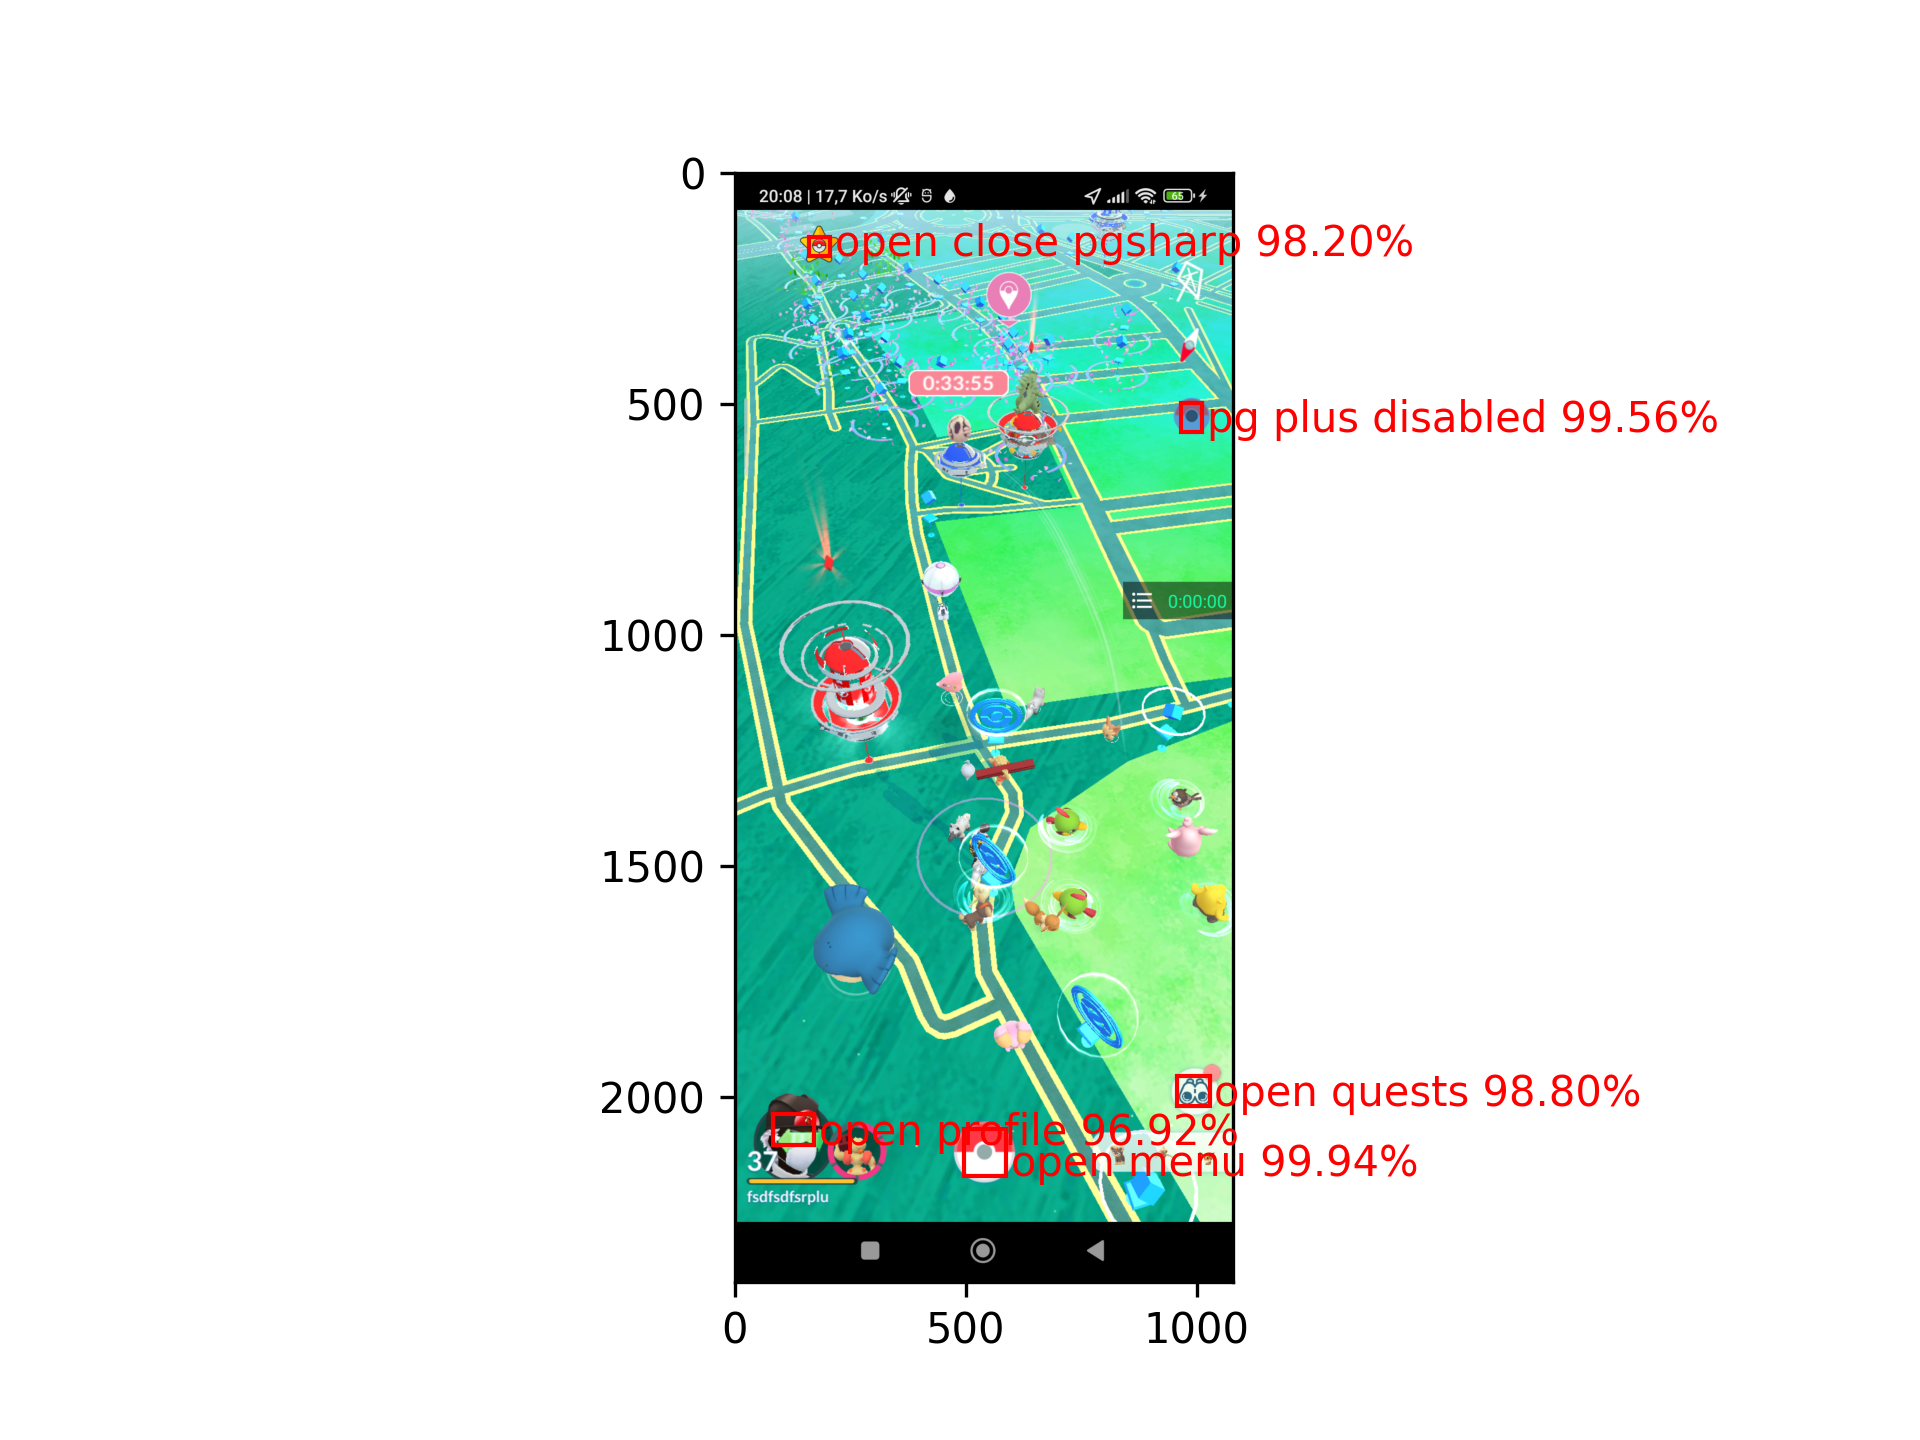 0
20:08 | 17,7 Ko/s
65
open close pgsharp 98.20%
0:33:55
500
pg plus disabled 99.56%
0:00:00
1000
1500
2000
open quests 98.80%
open profile 96.92%
open menu 99.94%
37
fsdfsdfsrplu
0
500
1000